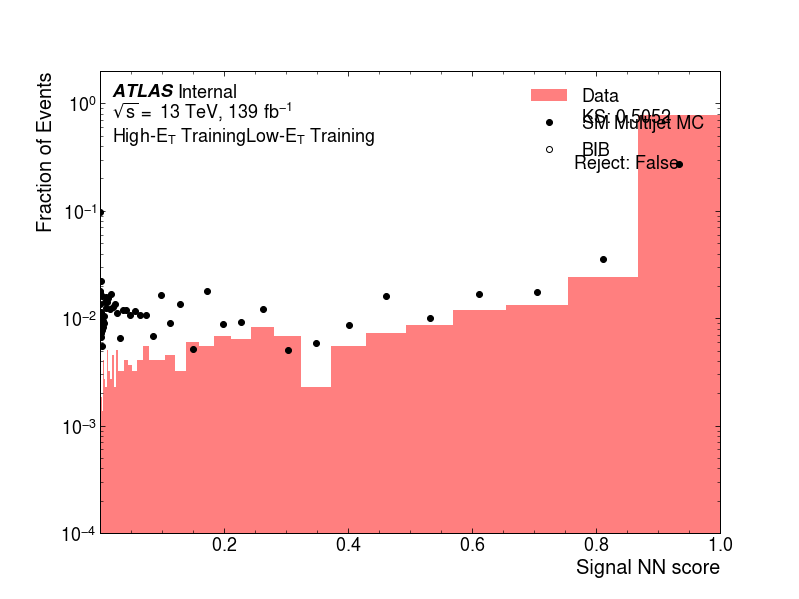 ATLAS Internal
√s = 13 TeV, 139 fb⁻¹
High-E_T TrainingLow-E_T Training
Data
KS: 0.5052
SM Multijet MC
BIB
Reject: False
Fraction of Events
10⁰
10⁻¹
10⁻²
10⁻³
10⁻⁴
0.2 0.4 0.6 0.8 1.0
Signal NN score